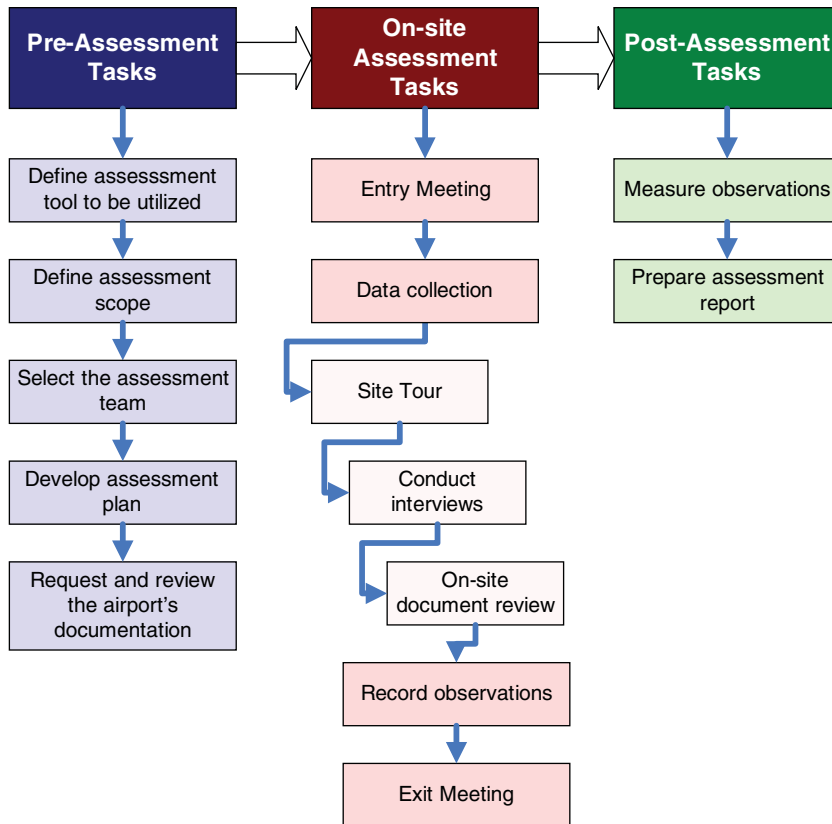 Pre-Assessment
Tasks
On-site
Assessment
Tasks
Post-Assessment
Tasks
Define assesssment
tool to be utilized
Define assessment
scope
Select the assessment
team
Develop assessment
plan
Request and review
the airport’s
documentation
Entry Meeting
Data collection
Site Tour
Conduct
interviews
On-site
document review
Record observations
Exit Meeting
Measure observations
Prepare assessment
report